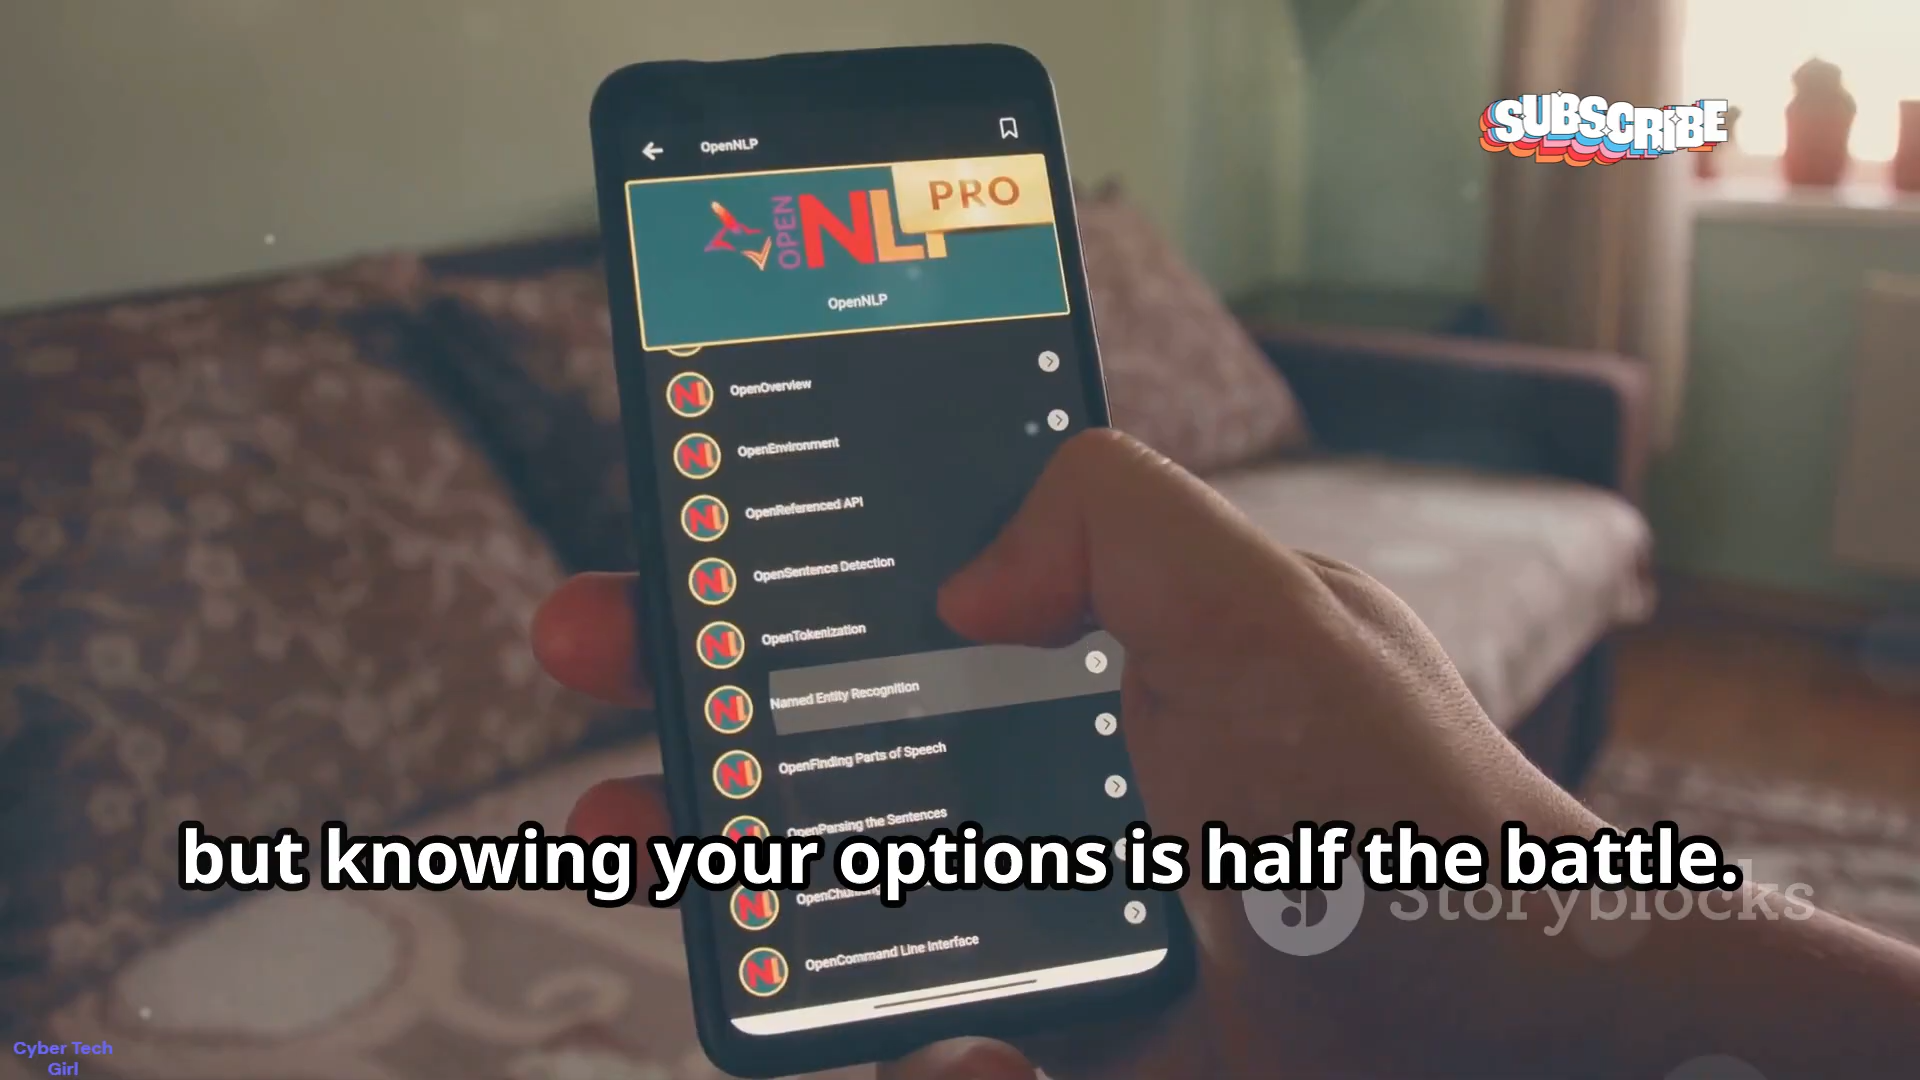 SUBSCRIBE
OpenNLP
PRO
OPEN
OpenNLP
OpenOverview
OpenEnvironment
OpenReferenced API
OpenSentence Detection
OpenTokenization
Named Entity Recognition
OpenFinding Parts of Speech
OpenParsing the Sentences
OpenCommand Line Interface
but knowing your options is half the battle.
Storyblocks
Cyber Tech
Girl